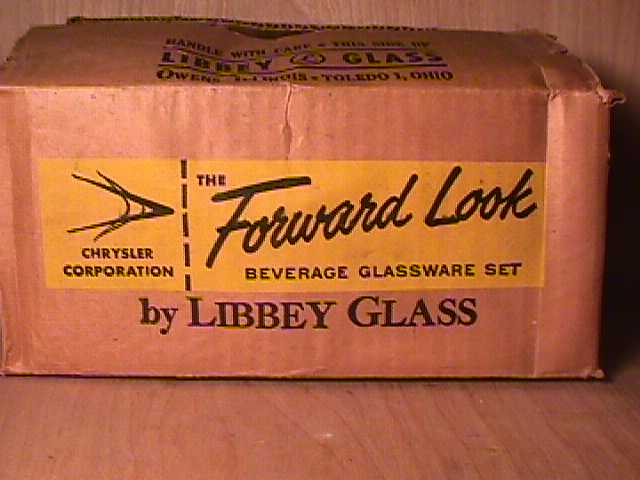 HANDLE WITH CARE • THIS SIDE UP
LIBBEY GLASS
OWENS-ILLINOIS • TOLEDO 1, OHIO
THE
Forward Look
CHRYSLER
CORPORATION
BEVERAGE GLASSWARE SET
by LIBBEY GLASS